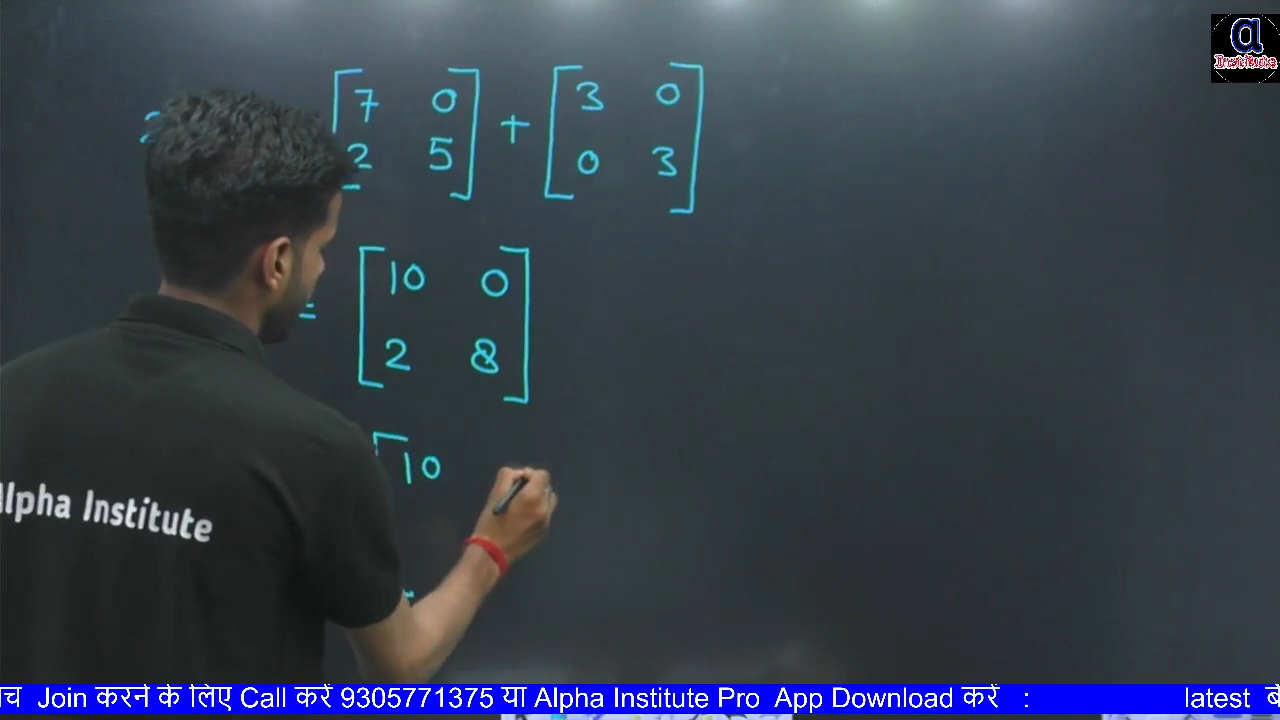 α
Institute
7 0 3 0
2 5 + 0 3
= 10 0
2 8
10
Alpha Institute
Join करने के लिए Call करें 9305771375 या Alpha Institute Pro App Download करें : latest